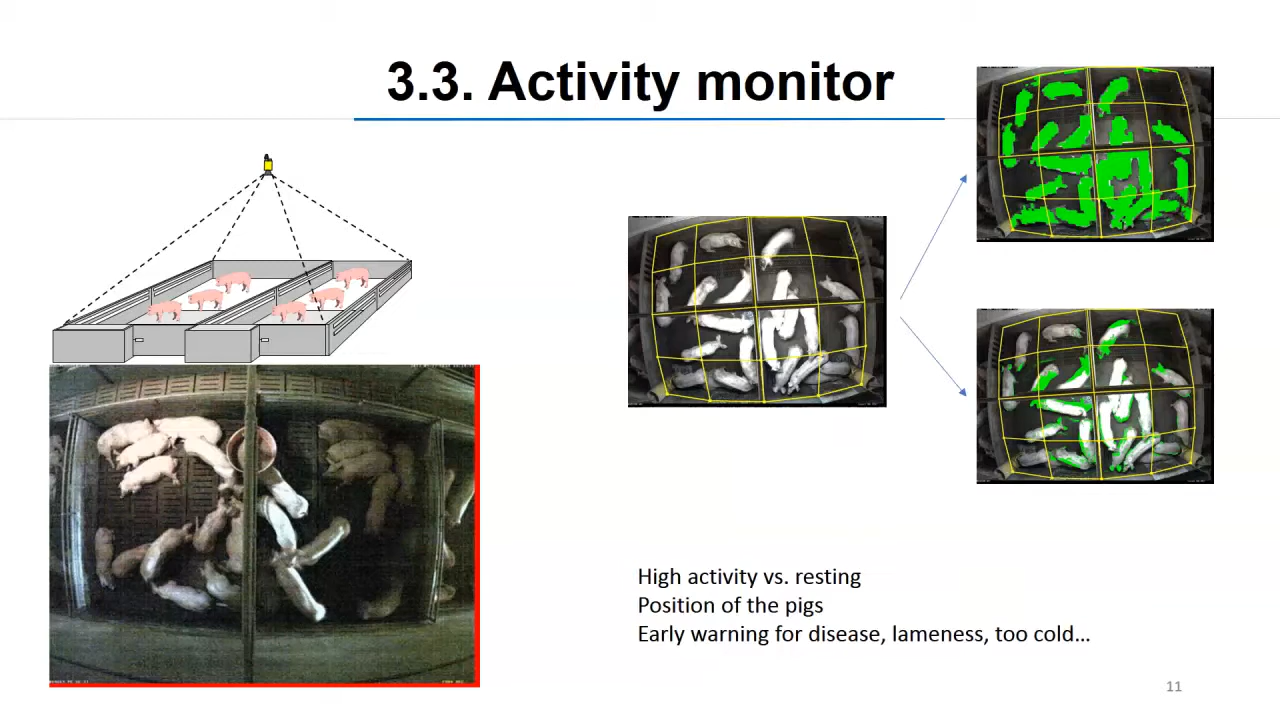 3.3. Activity monitor
High activity vs. resting
Position of the pigs
Early warning for disease, lameness, too cold...
11